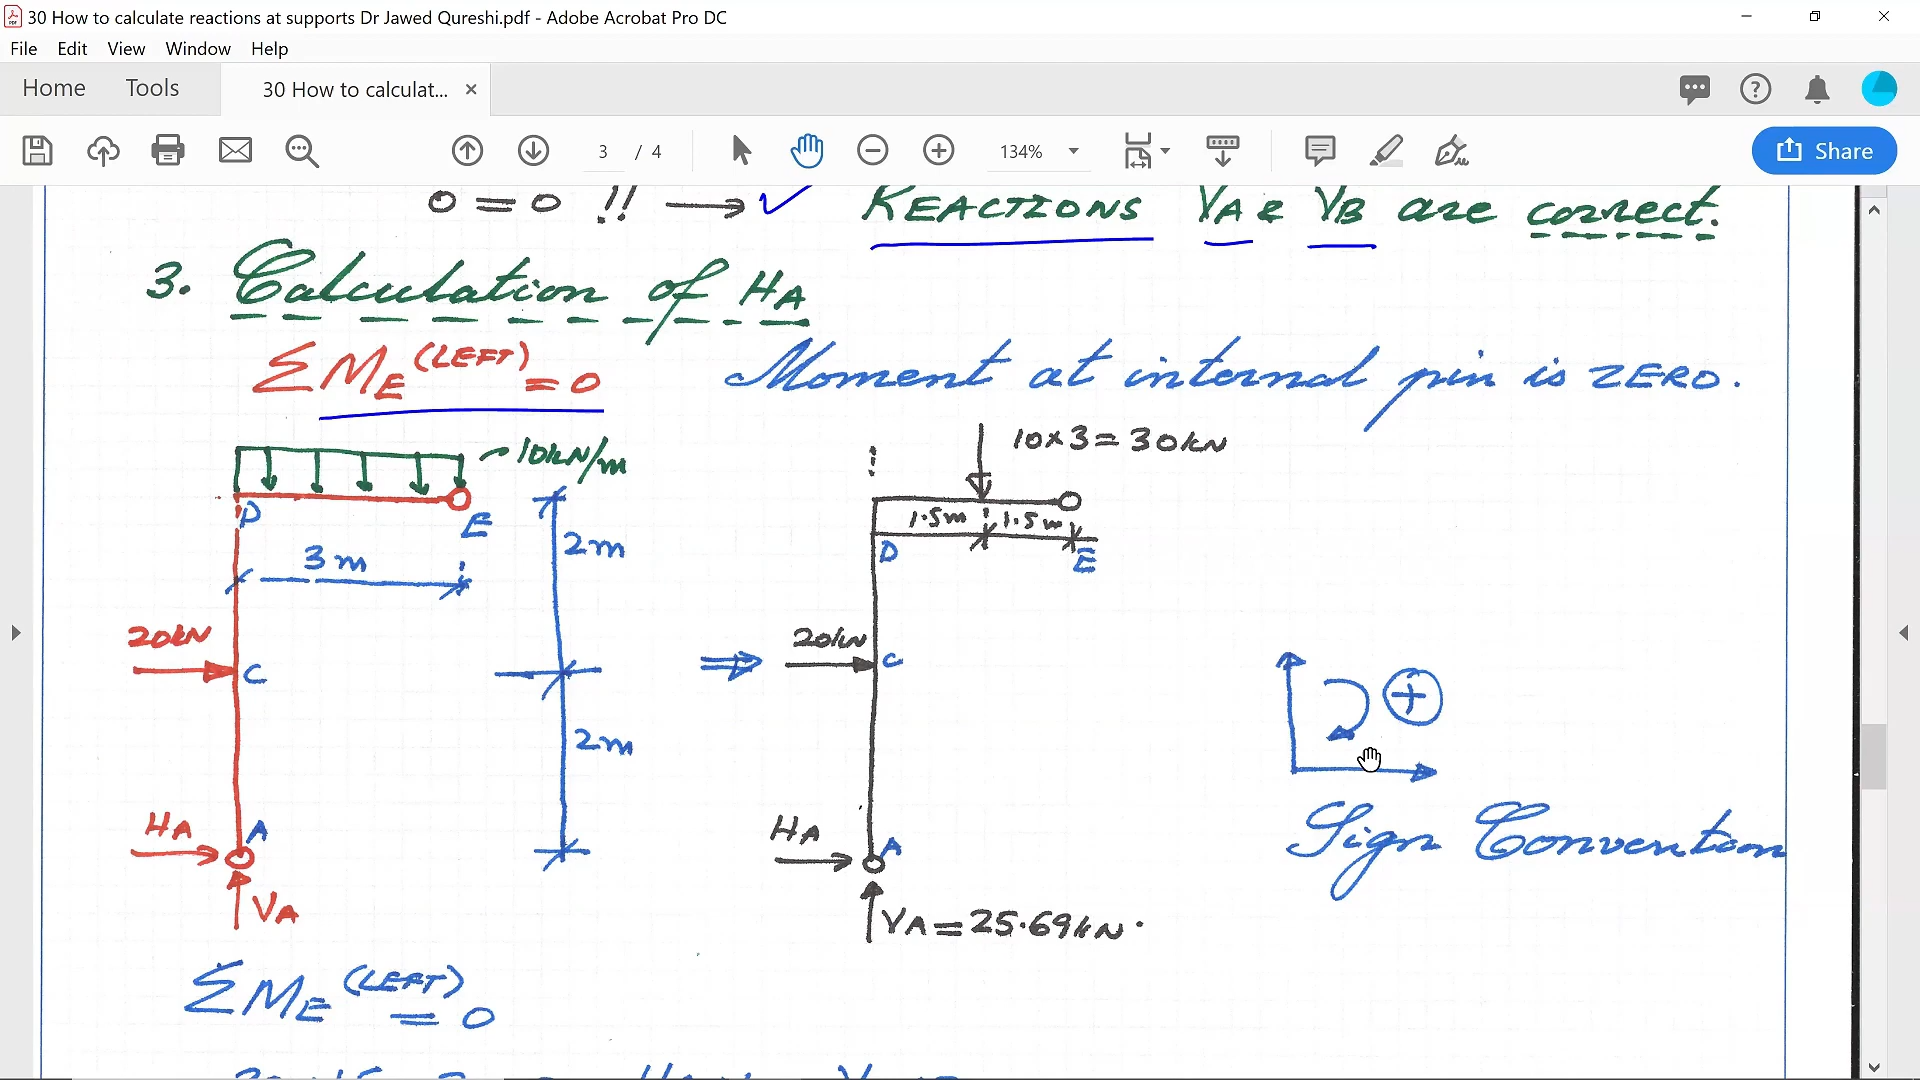 30 How to calculate reactions at supports Dr Jawed Qureshi.pdf - Adobe Acrobat Pro DC
File Edit View Window Help
Home Tools 30 How to calculat... ×
3 / 4 134% Share
0 = 0 !! → ✓ REACTIONS VA & VB are correct.
3. Calculation of HA
ΣME (LEFT) = 0 Moment at internal pin is ZERO.
10kN/m
10×3=30kN
D
E
2m
1.5m 1.5m
3m
D
E
20kN
C
20kN
C
+
2m
HA A
HA A
Sign Convention
VA
VA=25.69kN.
ΣME (LEFT) = 0